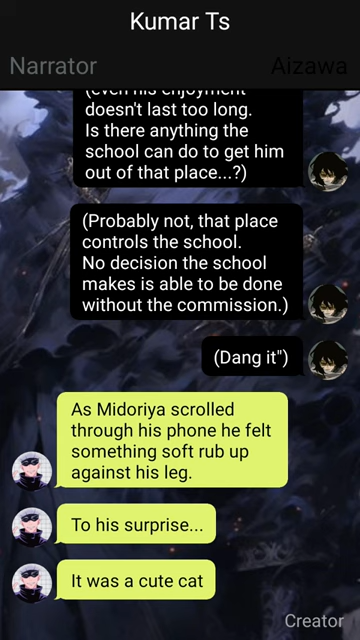 Kumar Ts
Narrator
Aizawa
(even his enjoyment
doesn't last too long.
Is there anything the
school can do to get him
out of that place...?)
(Probably not, that place
controls the school.
No decision the school
makes is able to be done
without the commission.)
(Dang it")
As Midoriya scrolled
through his phone he felt
something soft rub up
against his leg.
To his surprise...
It was a cute cat
Creator